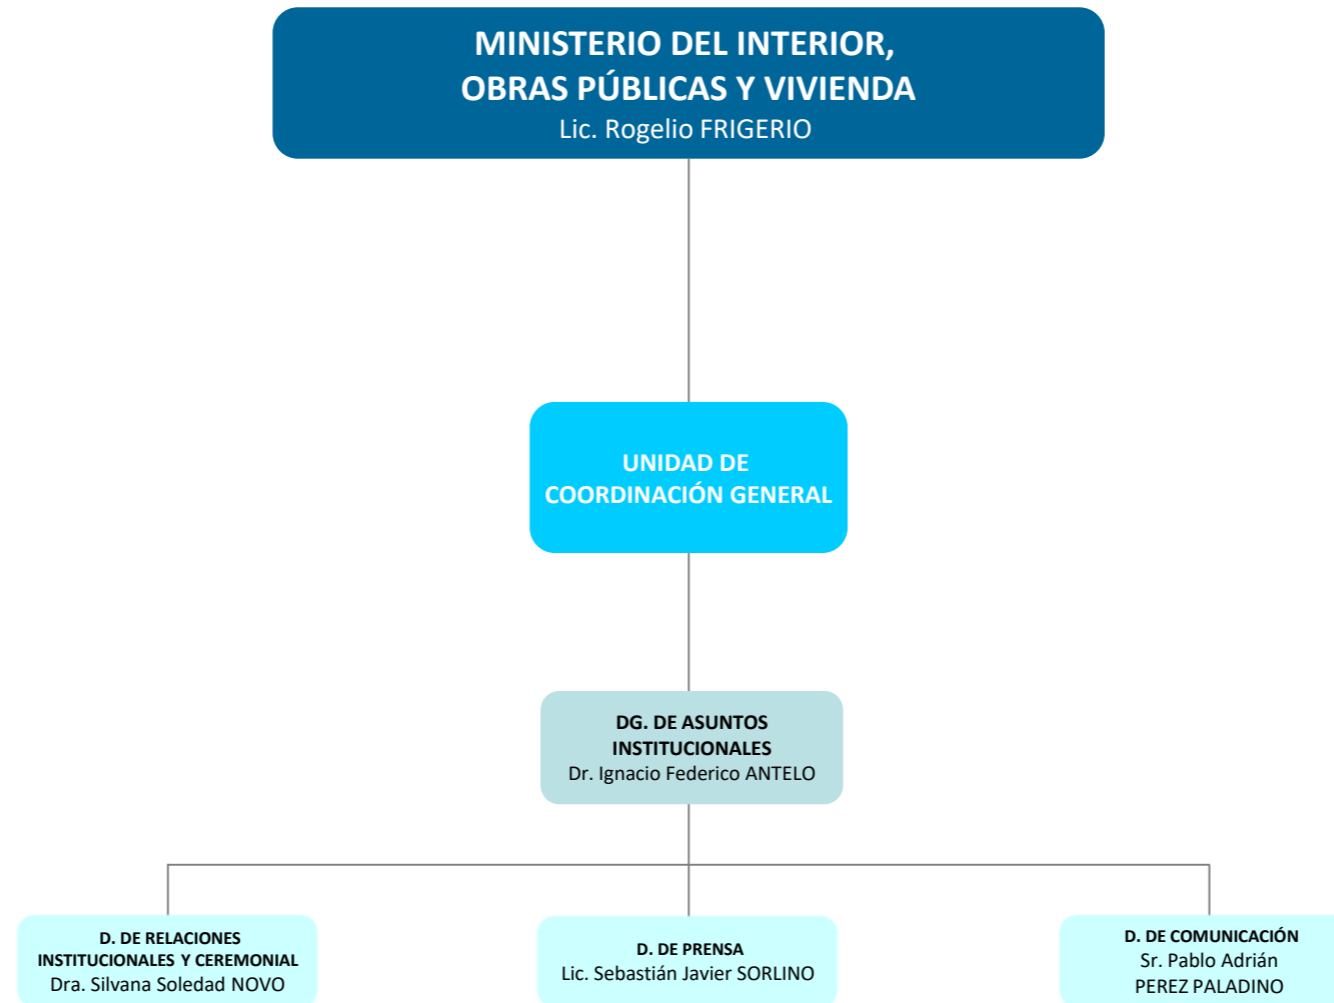 MINISTERIO DEL INTERIOR,
OBRAS PÚBLICAS Y VIVIENDA
Lic. Rogelio FRIGERIO
UNIDAD DE
COORDINACIÓN GENERAL
DG. DE ASUNTOS
INSTITUCIONALES
Dr. Ignacio Federico ANTELO
D. DE RELACIONES
INSTITUCIONALES Y CEREMONIAL
Dra. Silvana Soledad NOVO
D. DE PRENSA
Lic. Sebastián Javier SORLINO
D. DE COMUNICACIÓN
Sr. Pablo Adrián
PEREZ PALADINO